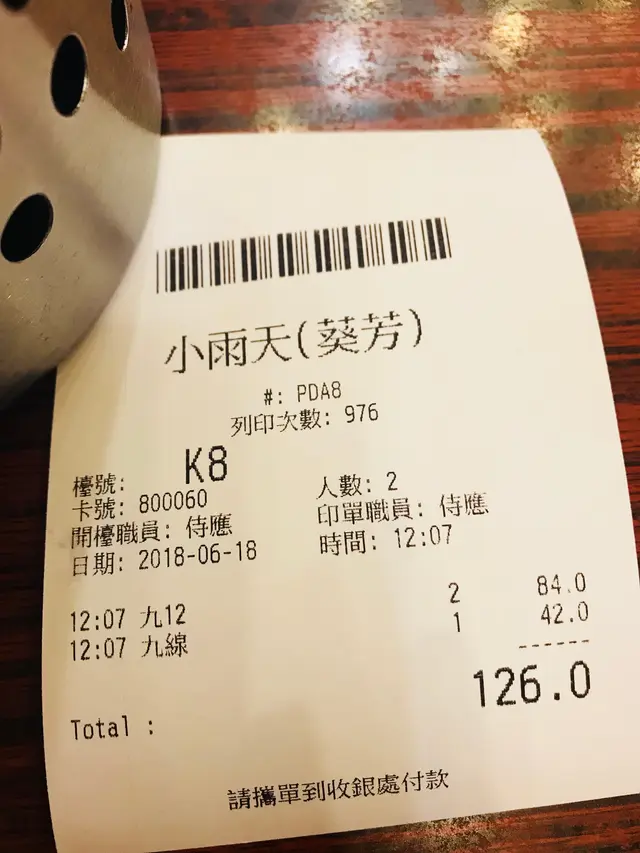 小雨天(葵芳)
#: PDA8
列印次數: 976
檯號: K8 人數: 2
卡號: 800060 印單職員: 侍應
開檯職員: 侍應 時間: 12:07
日期: 2018-06-18
12:07 九12 2 84.0
12:07 九線 1 42.0
------
126.0
Total :
請攜單到收銀處付款